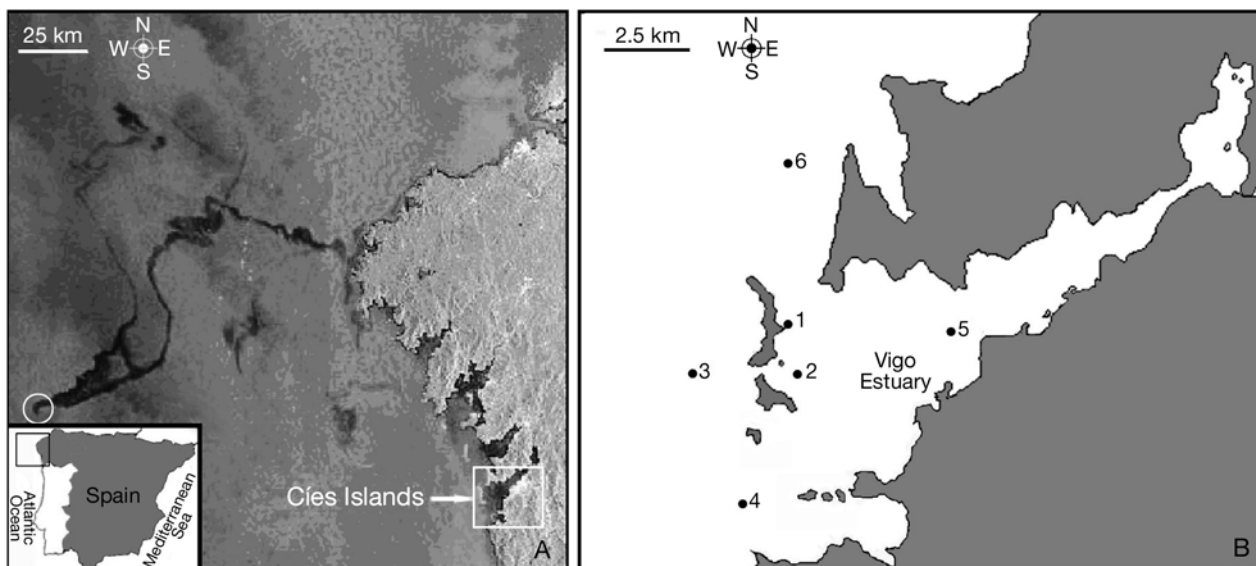 25 km
N
W E
S
Cíes Islands
Spain
Atlantic
Ocean
Mediterranean
Sea
A
2.5 km
N
W E
S
6
1
5
3
2
Vigo
Estuary
4
B